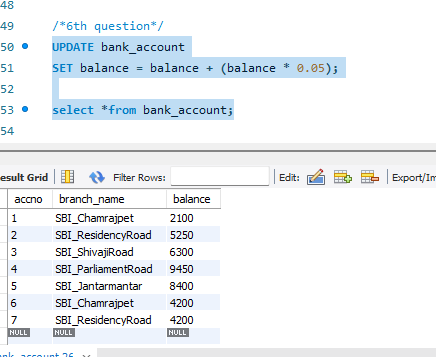 48
49 /*6th question*/
50 UPDATE bank_account
51 SET balance = balance + (balance * 0.05);
52
53 select *from bank_account;
54
esult Grid Filter Rows: Edit: Export/Im
accno branch_name balance
1 SBI_Chamrajpet 2100
2 SBI_ResidencyRoad 5250
3 SBI_ShivajiRoad 6300
4 SBI_ParliamentRoad 9450
5 SBI_Jantarmantar 8400
6 SBI_Chamrajpet 4200
7 SBI_ResidencyRoad 4200
NULL NULL NULL